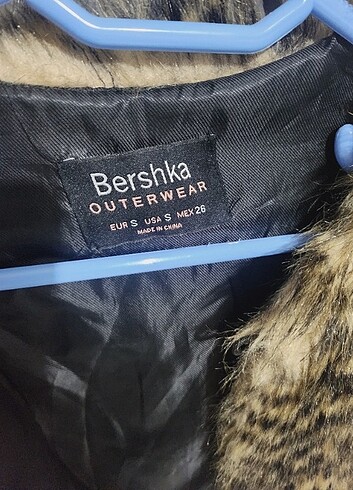 Bershka
OUTERWEAR
EUR S USA S MEX 26
MADE IN CHINA